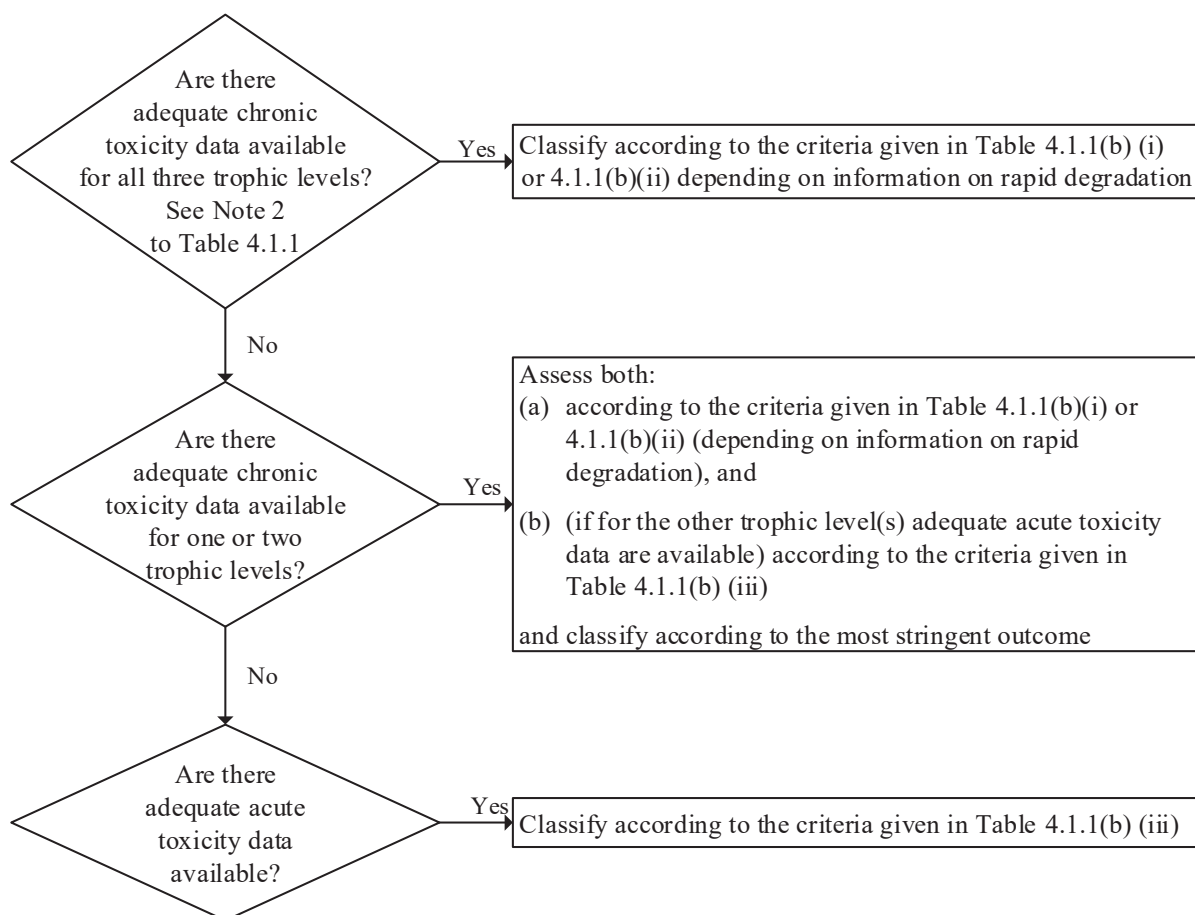 Are there
adequate chronic
toxicity data available
for all three trophic levels?
See Note 2
to Table 4.1.1
Yes
Classify according to the criteria given in Table 4.1.1(b) (i)
or 4.1.1(b)(ii) depending on information on rapid degradation
No
Are there
adequate chronic
toxicity data available
for one or two
trophic levels?
Yes
Assess both:
(a) according to the criteria given in Table 4.1.1(b)(i) or
4.1.1(b)(ii) (depending on information on rapid
degradation), and
(b) (if for the other trophic level(s) adequate acute toxicity
data are available) according to the criteria given in
Table 4.1.1(b) (iii)
and classify according to the most stringent outcome
No
Are there
adequate acute
toxicity data
available?
Yes
Classify according to the criteria given in Table 4.1.1(b) (iii)